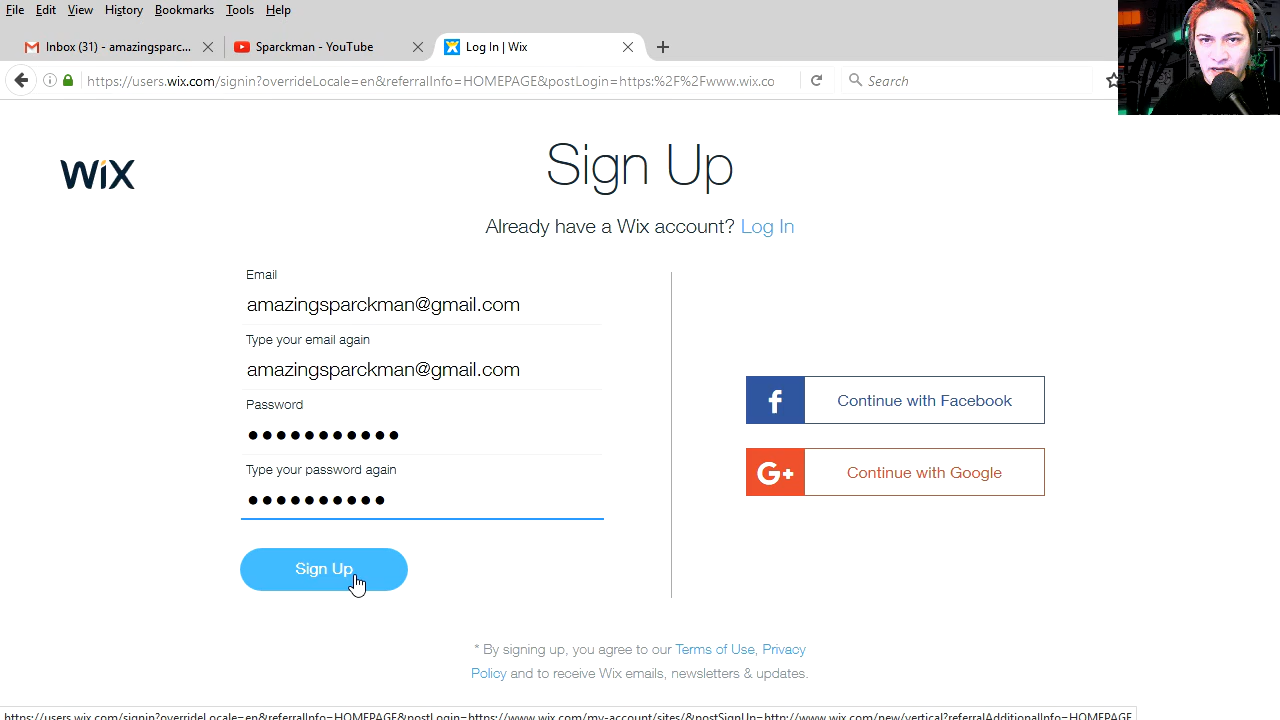 File Edit View History Bookmarks Tools Help
Inbox (31) - amazingsparc... Sparckman - YouTube Log In | Wix
https://users.wix.com/signin?overrideLocale=en&referralInfo=HOMEPAGE&postLogin=https:%2F%2Fwww.wix.co Search
WiX
Sign Up
Already have a Wix account? Log In
Email
amazingsparckman@gmail.com
Type your email again
amazingsparckman@gmail.com
Password
Type your password again
Sign Up
f Continue with Facebook
G+ Continue with Google
* By signing up, you agree to our Terms of Use, Privacy
Policy and to receive Wix emails, newsletters & updates.
https://users.wix.com/signin?overrideLocale=en&referralInfo=HOMEPAGE&postLogin=https://www.wix.com/my-account/sites/&postSignUp=http://www.wix.com/new/vertical?referralAdditionalInfo=HOMEPAGE